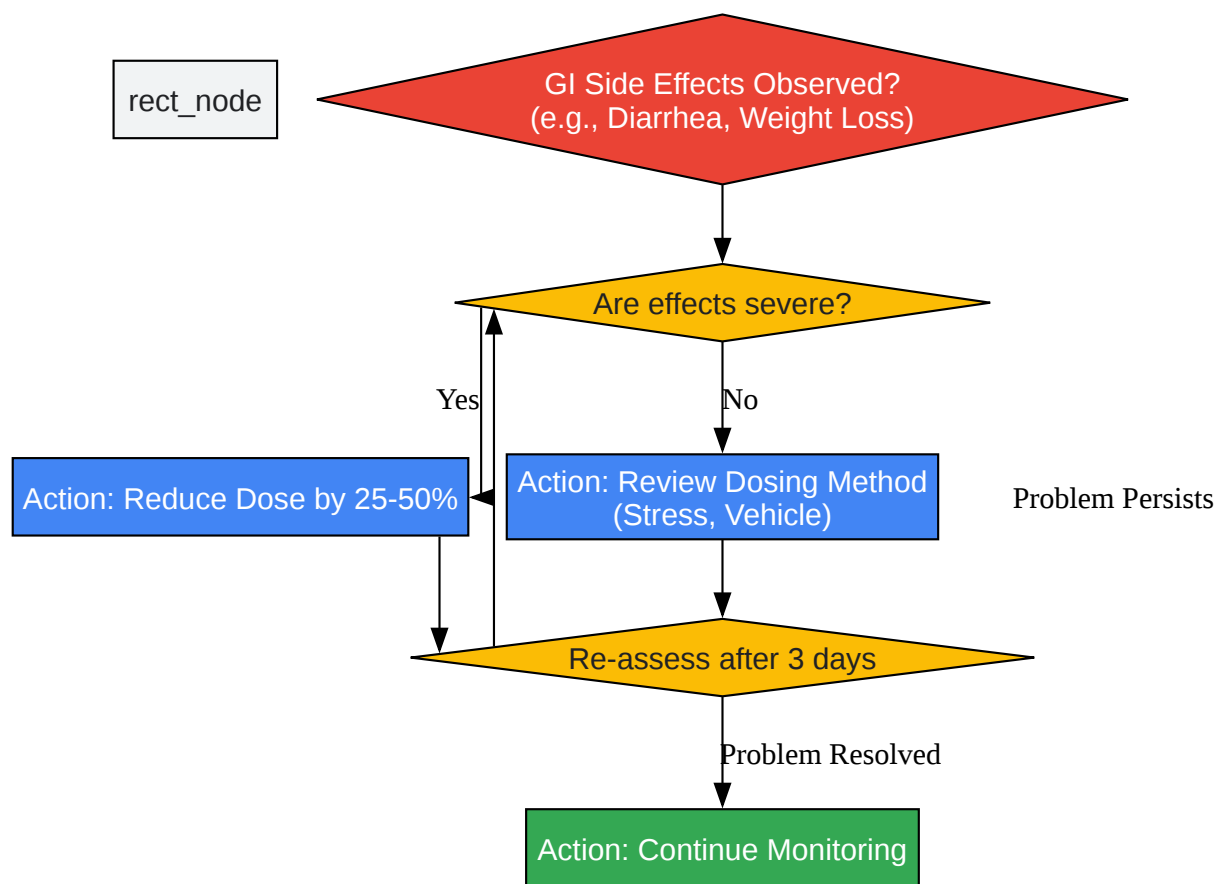 rect_node
GI Side Effects Observed?
(e.g., Diarrhea, Weight Loss)
Are effects severe?
Yes
No
Action: Reduce Dose by 25-50%
Action: Review Dosing Method
(Stress, Vehicle)
Problem Persists
Re-assess after 3 days
Problem Resolved
Action: Continue Monitoring